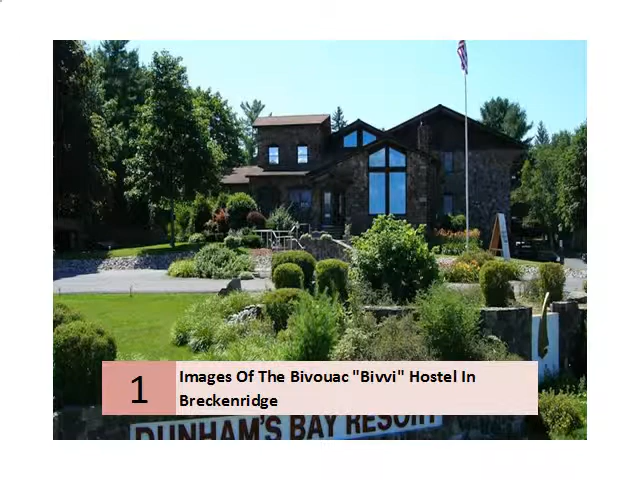 1
Images Of The Bivouac "Bivvi" Hostel In
Breckenridge
DUNHAM'S BAY RESORT